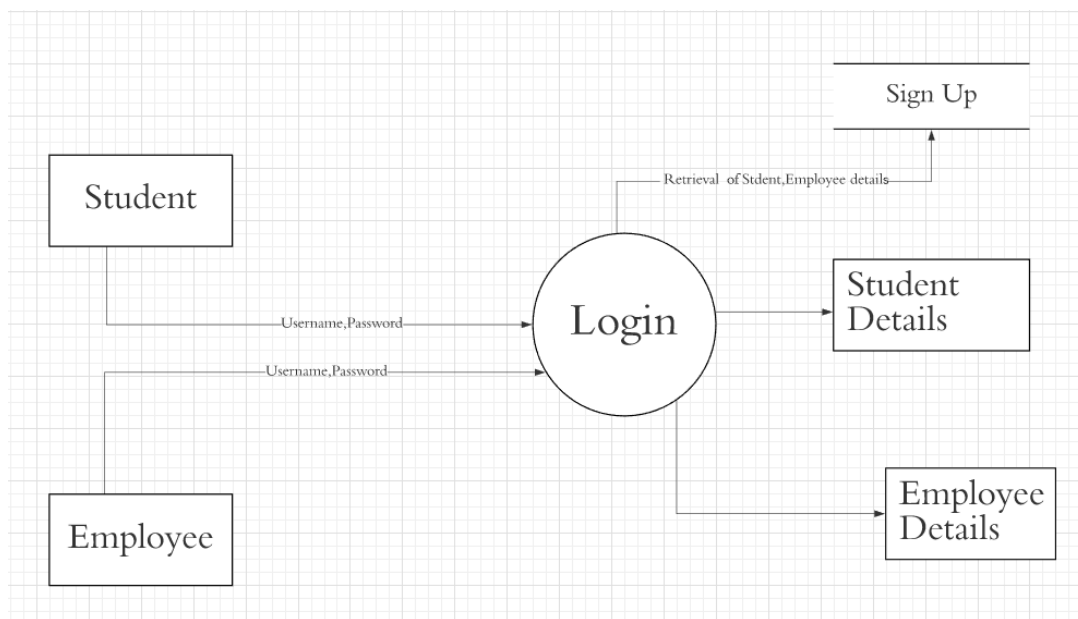 Sign Up
Student
Retrieval of Stdent,Employee details
Student
Details
Username,Password
Login
Username,Password
Employee
Details
Employee